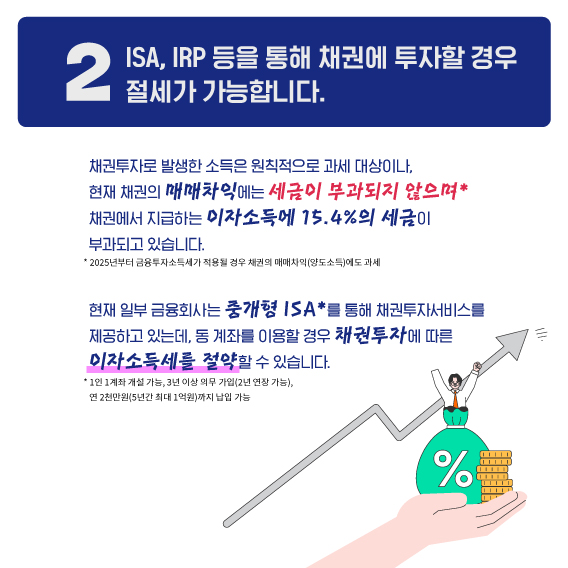 2
ISA, IRP 등을 통해 채권에 투자할 경우
절세가 가능합니다.
채권투자로 발생한 소득은 원칙적으로 과세 대상이나,
현재 채권의 매매차익에는 세금이 부과되지 않으며*
채권에서 지급하는 이자소득에 15.4%의 세금이
부과되고 있습니다.
* 2025년부터 금융투자소득세가 적용될 경우 채권의 매매차익(양도소득)에도 과세
현재 일부 금융회사는 중개형 ISA*를 통해 채권투자서비스를
제공하고 있는데, 동 계좌를 이용할 경우 채권투자에 따른
이자소득세를 절약할 수 있습니다.
* 1인 1계좌 개설 가능, 3년 이상 의무 가입(2년 연장 가능),
연 2천만원(5년간 최대 1억원)까지 납입 가능
%